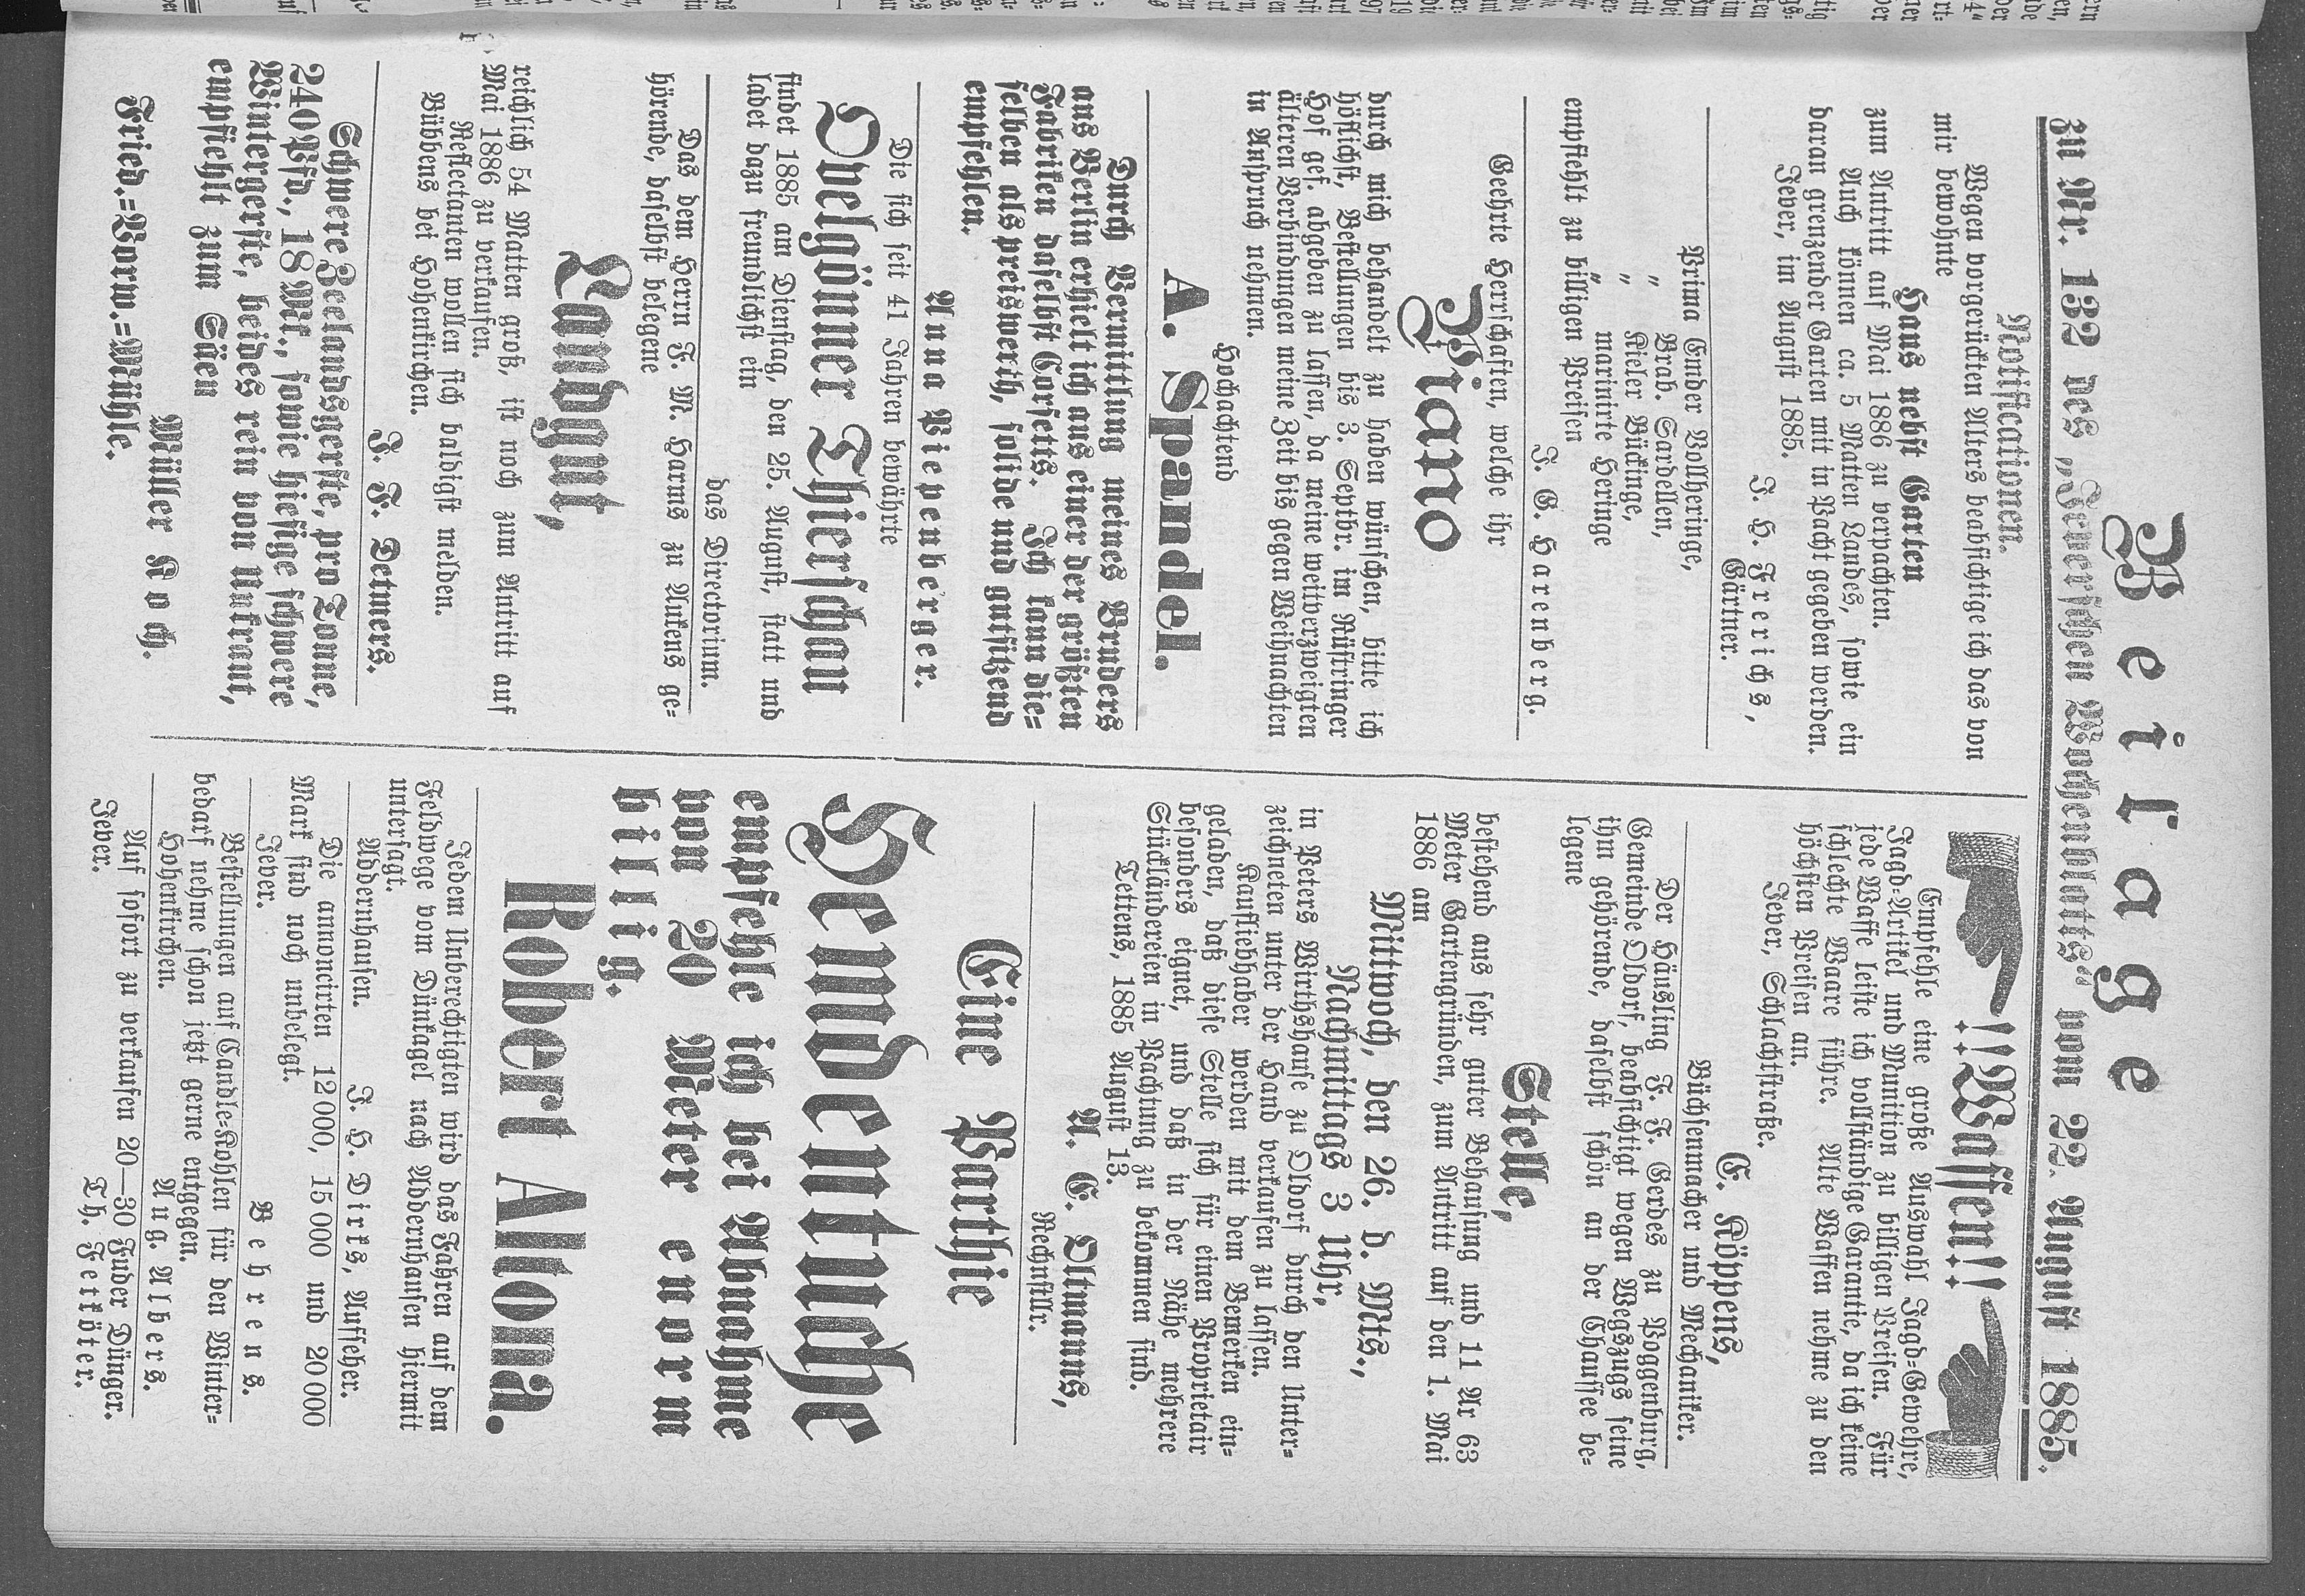 Beilage
zu Nr. 132 des „Jeverschen Wochenblatts“ vom 22. August 1885.
Notificationen.
Wegen vorgerückten Alters beabsichtige ich das von
mir bewohnte
Haus nebst Garten
zum Antritt auf Mai 1886 zu verpachten.
Auch können ca. 5 Matten Landes, sowie ein
daran grenzender Garten mit in Pacht gegeben werden.
Jever, im August 1885.
J. H. Frerichs,
Gärtner.
Prima Emder Vollheringe,
„ Brab. Sardellen,
„ Kieler Bückinge,
marinirte Heringe
empfiehlt zu billigen Preisen
J. G. Harenberg.
Geehrte Herrschaften, welche ihr
Piano
durch mich behandelt zu haben wünschen, bitte ich
höflichst, Bestellungen bis 3. Septbr. im Rüstringer
Hof gef. abgeben zu lassen, da meine weitverzweigten
älteren Verbindungen meine Zeit bis gegen Weihnachten
in Anspruch nehmen.
Hochachtend
A. Spandel.
Durch Vermittlung meines Bruders
aus Berlin erhielt ich aus einer der größten
Fabriken daselbst Corsetts. Ich kann die-
selben als preiswerth, solide und gutsitzend
empfehlen.
Anna Piepenberger.
Die sich seit 41 Jahren bewährte
Ovelgönner Thierschau
findet 1885 am Dienstag, den 25. August, statt und
ladet dazu freundlichst ein
das Directorium.
Das dem Herrn F. M. Harms zu Aukens ge-
hörende, daselbst belegene
Landgut,
reichlich 54 Matten groß, ist noch zum Antritt auf
Mai 1886 zu verkaufen.
Reflectanten wollen sich baldigst melden.
Bübbens bei Hohenkirchen.
J. F. Detmers.
Schwere Seelandsgerste, pro Tonne,
240 Pfd., 18 Mk., sowie hiesige schwere
Wintergerste, beides rein von Unkraut,
empfiehlt zum Säen
Müller Koch.
Fried.=Vorw.=Mühle.
!!Waffen!!
Empfehle eine große Auswahl Jagd=Gewehre,
Jagd=Artikel und Munition zu billigen Preisen. Für
jede Waffe leiste ich vollständige Garantie, da ich keine
schlechte Waare führe. Alte Waffen nehme zu den
höchsten Preisen an.
Jever, Schlachtstraße.
C. Köppens,
Büchsenmacher und Mechaniker.
Der Häusling J. F. Gerdes zu Poggenburg,
Gemeinde Oldorf, beabsichtigt wegen Wegzugs seine
ihm gehörende, daselbst schön an der Chaussee be-
legene
Stelle,
bestehend aus sehr guter Behausung und 11 Ar 63
Meter Gartengründen, zum Antritt auf den 1. Mai
1886 am
Mittwoch, den 26. d. Mts.,
Nachmittags 3 Uhr,
in Peters Wirthshause zu Oldorf durch den Unter-
zeichneten unter der Hand verkaufen zu lassen.
Kaufliebhaber werden mit dem Bemerken ein-
geladen, daß diese Stelle sich für einen Proprietair
besonders eignet, und daß in der Nähe mehrere
Stückländereien in Pachtung zu bekommen sind.
Tettens, 1885 August 13.
A. E. Oltmanns,
Rechnstllr.
Eine Parthie
Hemdentuche
empfehle ich bei Abnahme
von 20 Meter enorm
billig.
Robert Altona.
Jedem Unberechtigten wird das Fahren auf dem
Feldwege vom Dünkagel nach Addernhausen hiermit
untersagt.
Addernhausen. J. H. Dirks, Aufseher.
Die annoncirten 12000, 15000 und 20000
Mark sind noch unbelegt.
Jever. Behrens.
Bestellungen auf Candle=Kohlen für den Winter-
bedarf nehme schon jetzt gerne entgegen.
Hohenkirchen. Aug. Albers.
Auf sofort zu verkaufen 20—30 Fuder Dünger.
Jever. Th. Fetköter.